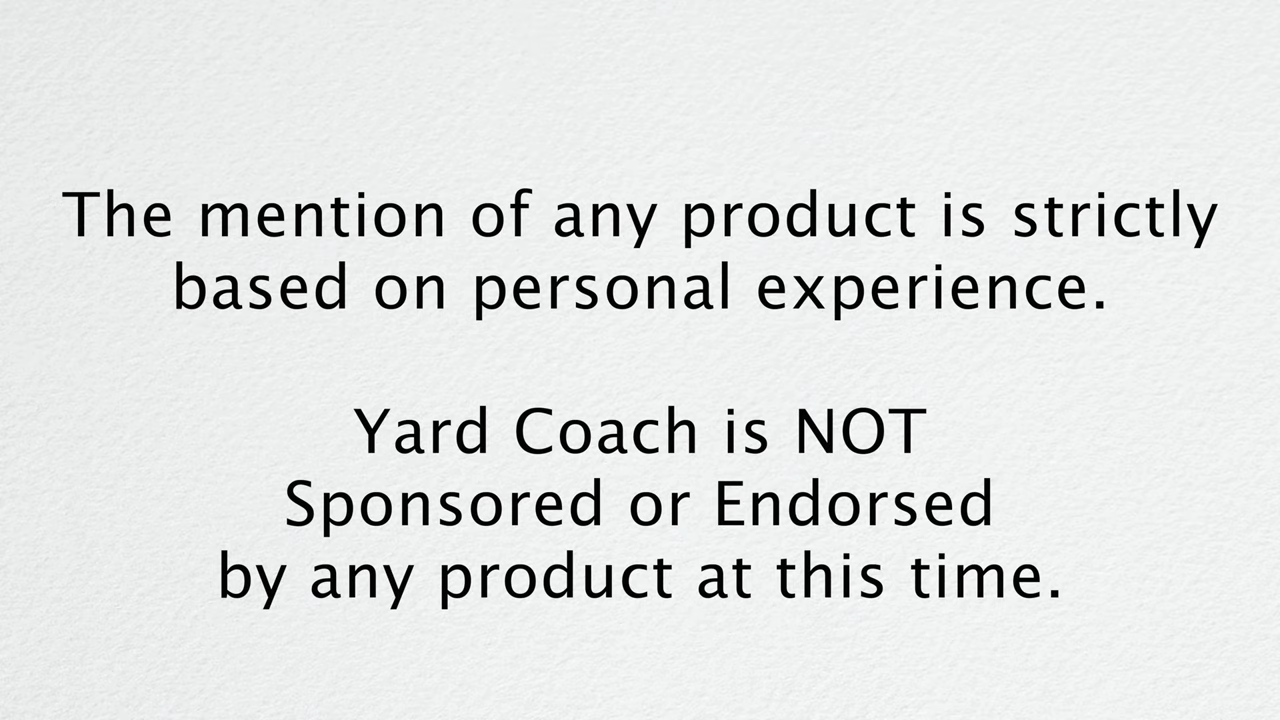 The mention of any product is strictly
based on personal experience.
Yard Coach is NOT
Sponsored or Endorsed
by any product at this time.